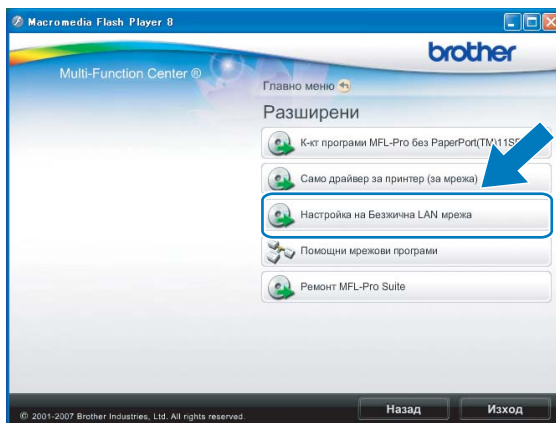 Macromedia Flash Player 8
brother
Multi-Function Center ®
Главно меню
Разширени
К-кт програми MFL-Pro без PaperPort(TM)11SE
Само драйвер за принтер (за мрежа)
Настройка на Безжична LAN мрежа
Помощни мрежови програми
Ремонт MFL-Pro Suite
Назад
Изход
© 2001-2007 Brother Industries, Ltd. All rights reserved.